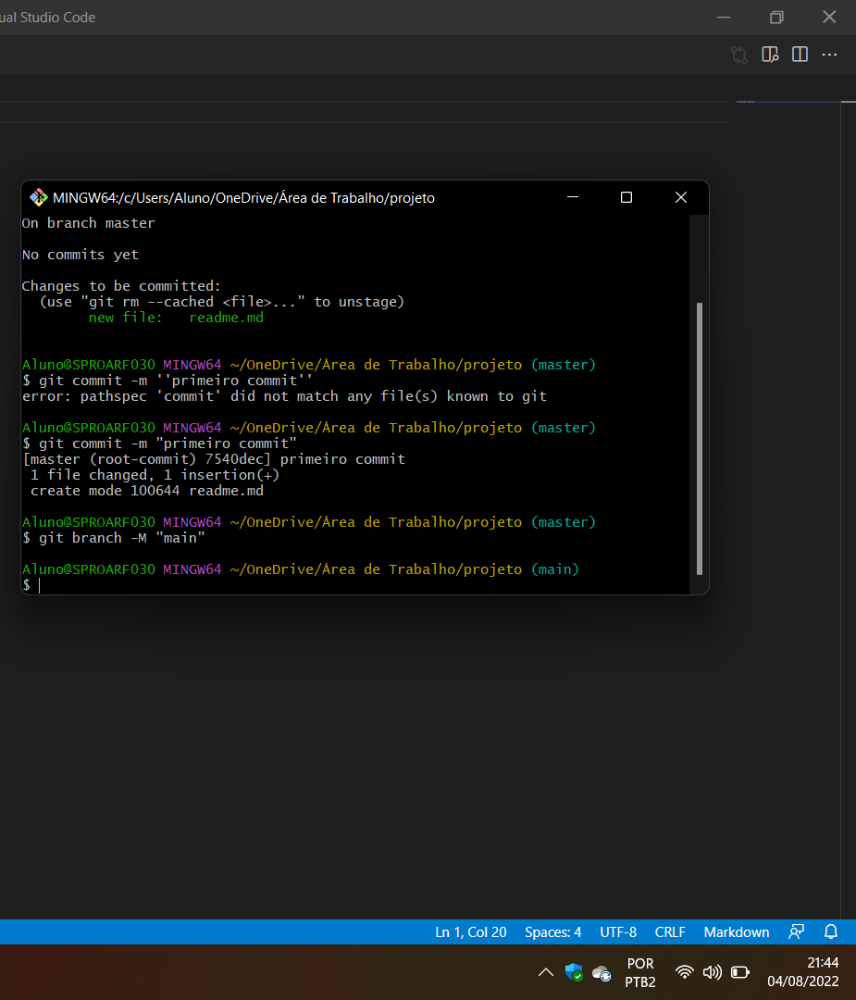 ual Studio Code
MINGW64:/c/Users/Aluno/OneDrive/Área de Trabalho/projeto
On branch master
No commits yet
Changes to be committed:
  (use "git rm --cached <file>..." to unstage)
        new file:   readme.md
Aluno@SPROARF030 MINGW64 ~/OneDrive/Área de Trabalho/projeto (master)
$ git commit -m ''primeiro commit''
error: pathspec 'commit' did not match any file(s) known to git
Aluno@SPROARF030 MINGW64 ~/OneDrive/Área de Trabalho/projeto (master)
$ git commit -m "primeiro commit"
[master (root-commit) 7540dec] primeiro commit
 1 file changed, 1 insertion(+)
 create mode 100644 readme.md
Aluno@SPROARF030 MINGW64 ~/OneDrive/Área de Trabalho/projeto (master)
$ git branch -M "main"
Aluno@SPROARF030 MINGW64 ~/OneDrive/Área de Trabalho/projeto (main)
$
Ln 1, Col 20 Spaces: 4 UTF-8 CRLF Markdown
POR 21:44
PTB2 04/08/2022